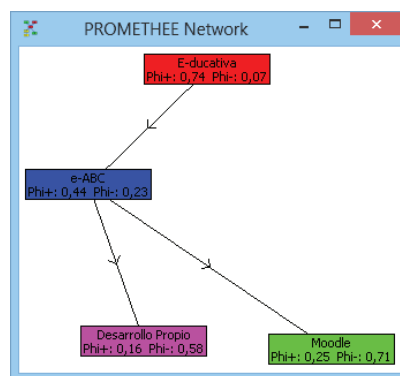 PROMETHEE Network
E-ducativa
Phi+: 0,74 Phi-: 0,07
e-ABC
Phi+: 0,44 Phi-: 0,23
Desarrollo Propio
Phi+: 0,16 Phi-: 0,58
Moodle
Phi+: 0,25 Phi-: 0,71